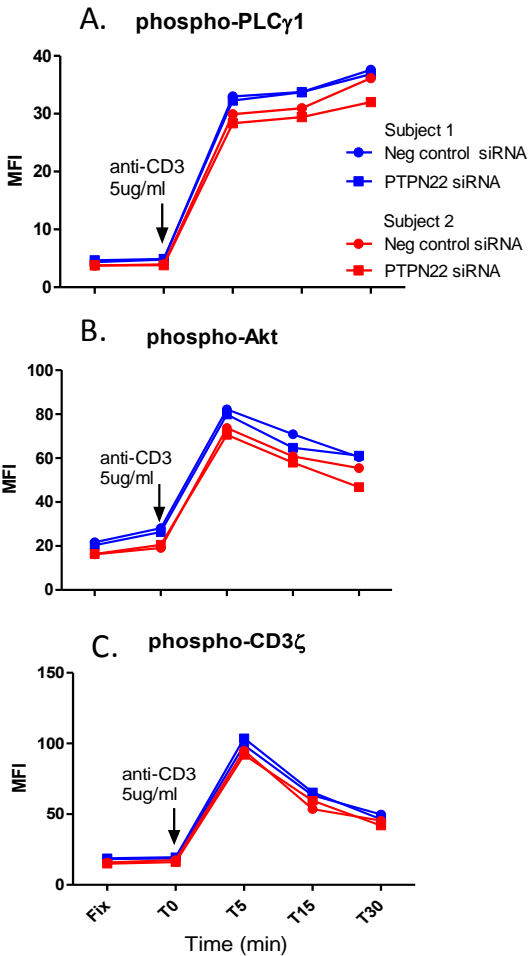 A. phospho-PLCγ1
40
30
20
10
0
MFI
anti-CD3
5ug/ml
Subject 1
Neg control siRNA
PTPN22 siRNA
Subject 2
Neg control siRNA
PTPN22 siRNA
B. phospho-Akt
100
80
60
40
20
0
MFI
anti-CD3
5ug/ml
C. phospho-CD3ζ
150
100
50
0
MFI
anti-CD3
5ug/ml
Fix T0 T5 T15 T30
Time (min)